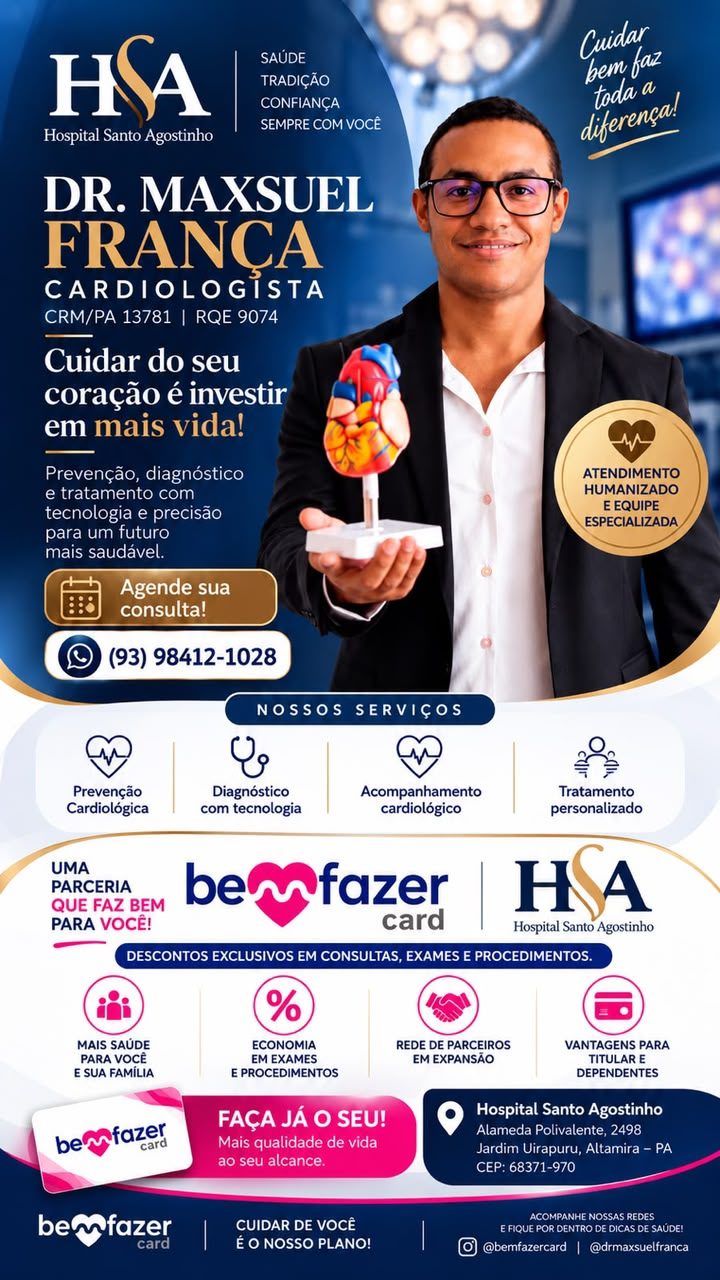 HSA
Hospital Santo Agostinho
SAÚDE
TRADIÇÃO
CONFIANÇA
SEMPRE COM VOCÊ
Cuidar
bem faz
toda a
diferença!
DR. MAXSUEL
FRANÇA
CARDIOLOGISTA
CRM/PA 13781 | RQE 9074
Cuidar do seu
coração é investir
em mais vida!
Prevenção, diagnóstico
e tratamento com
tecnologia e precisão
para um futuro
mais saudável.
ATENDIMENTO
HUMANIZADO
E EQUIPE
ESPECIALIZADA
Agende sua
consulta!
(93) 98412-1028
NOSSOS SERVIÇOS
Prevenção
Cardiológica
Diagnóstico
com tecnologia
Acompanhamento
cardiológico
Tratamento
personalizado
UMA
PARCERIA
QUE FAZ BEM
PARA VOCÊ!
bemfazer
card
HSA
Hospital Santo Agostinho
DESCONTOS EXCLUSIVOS EM CONSULTAS, EXAMES E PROCEDIMENTOS.
MAIS SAÚDE
PARA VOCÊ
E SUA FAMÍLIA
%
ECONOMIA
EM EXAMES
E PROCEDIMENTOS
REDE DE PARCEIROS
EM EXPANSÃO
VANTAGENS PARA
TITULAR E
DEPENDENTES
bemfazer
card
FAÇA JÁ O SEU!
Mais qualidade de vida
ao seu alcance.
Hospital Santo Agostinho
Alameda Polivalente, 2498
Jardim Uirapuru, Altamira – PA
CEP: 68371-970
bemfazer
card
CUIDAR DE VOCÊ
É O NOSSO PLANO!
ACOMPANHE NOSSAS REDES
E FIQUE POR DENTRO DE DICAS DE SAÚDE!
@bemfazercard | @drmaxsuelfranca